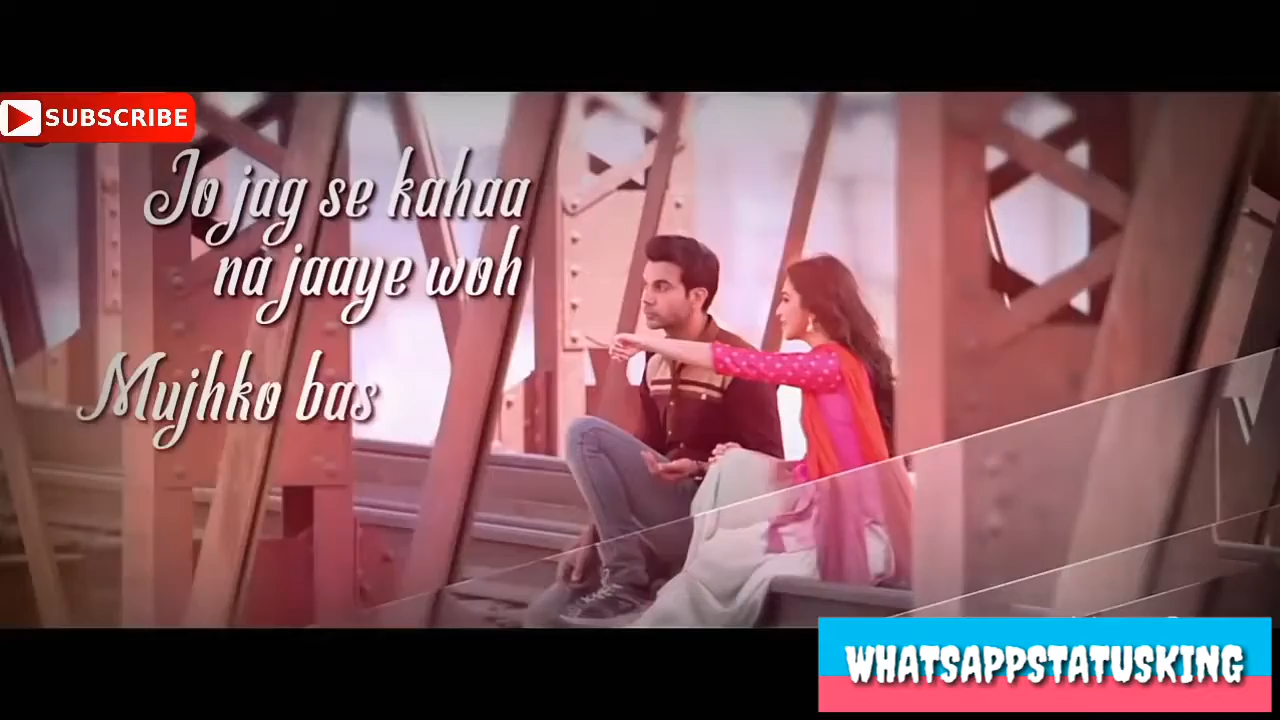 SUBSCRIBE
Jo jag se kahaa
na jaaye woh
Mujhko bas
WHATSAPPSTATUSKING